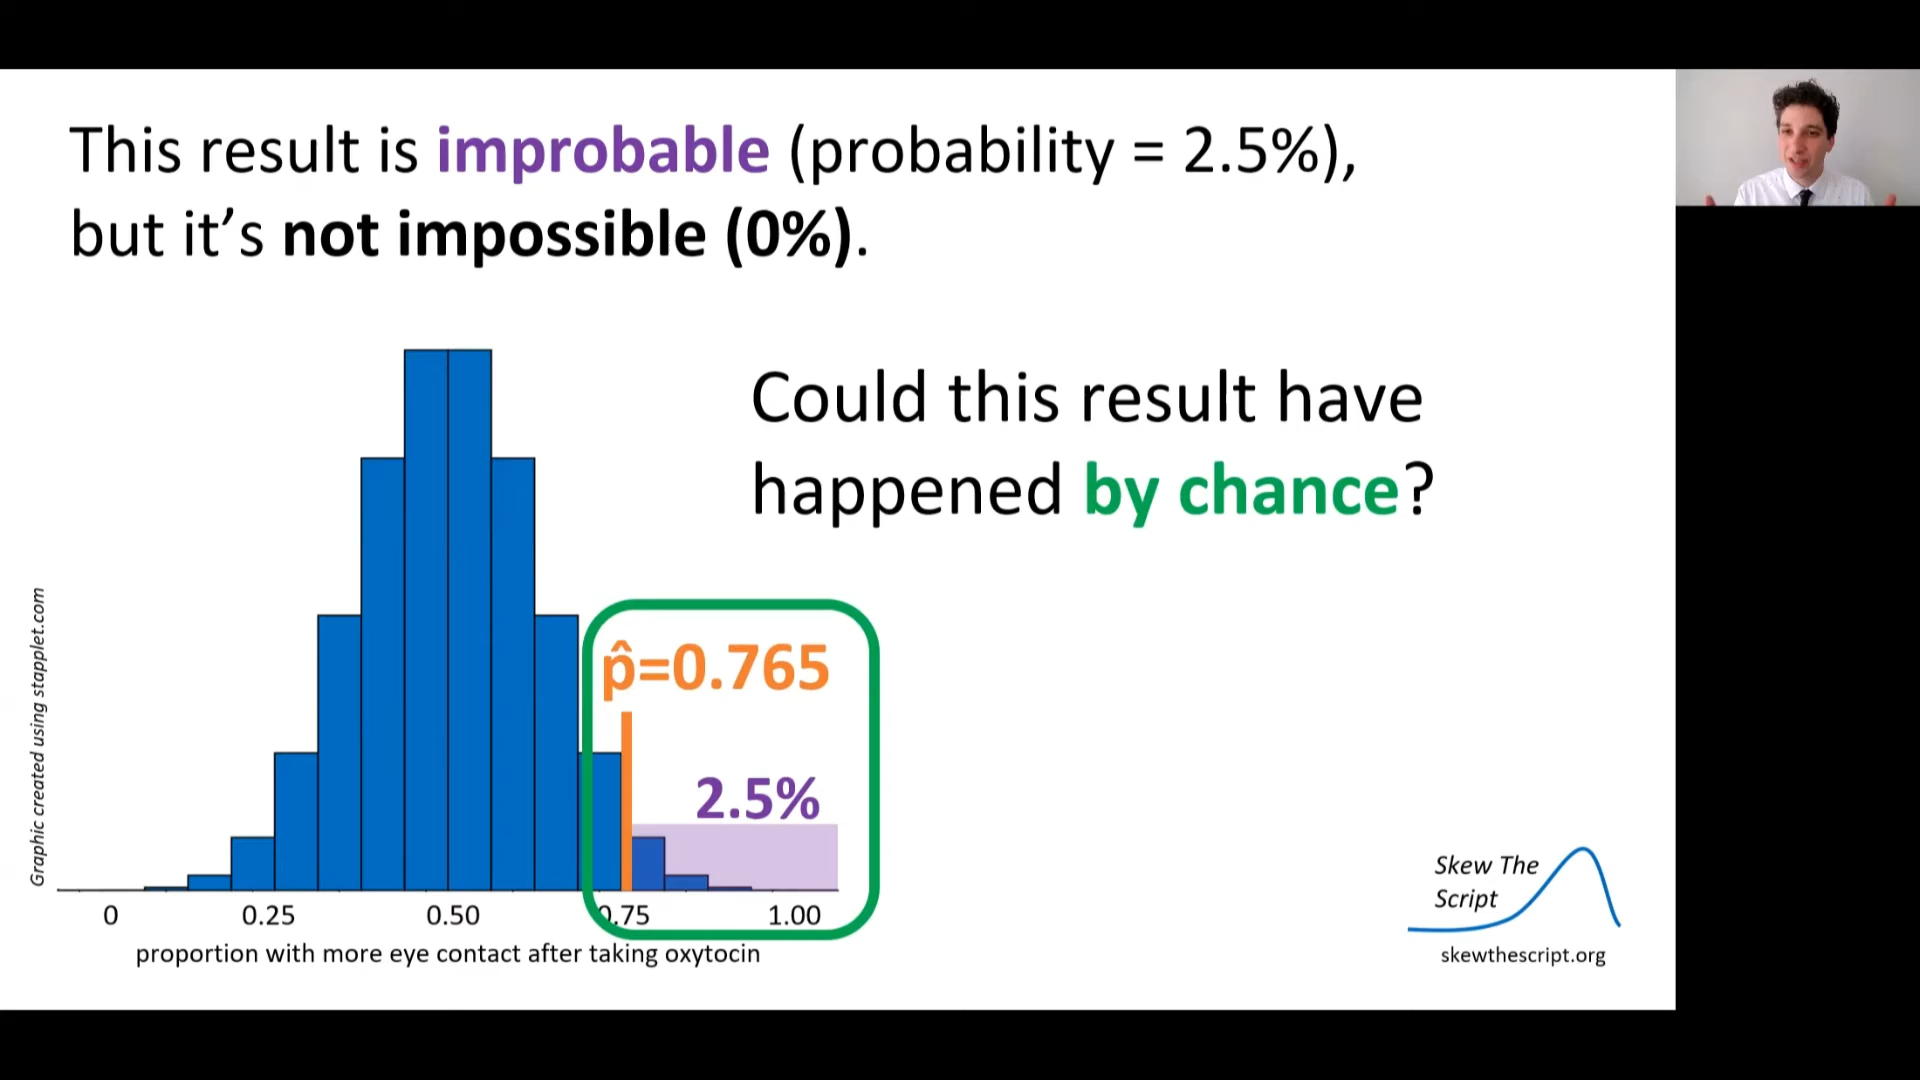 This result is improbable (probability = 2.5%),
but it’s not impossible (0%).
Could this result have
happened by chance?
p̂=0.765
2.5%
Graphic created using stapplet.com
0 0.25 0.50 0.75 1.00
proportion with more eye contact after taking oxytocin
Skew The
Script
skewthescript.org